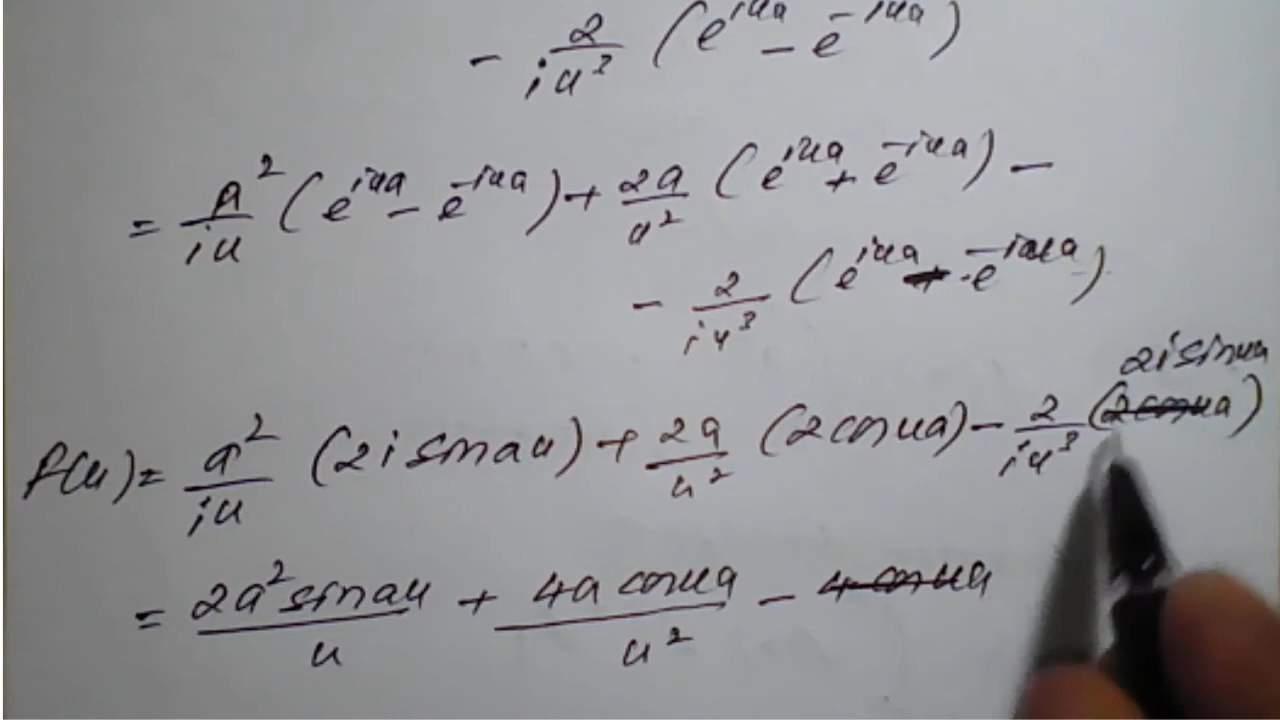 - 2/iu³ (e^iua - e^-iua)
= a²/iu (e^iua - e^-iua) + 2a/u² (e^iua + e^-iua) -
- 2/iu³ (e^iua - e^-iua)
2i sin ua
f(u) = a²/iu (2i sin au) + 2a/u² (2 cos ua) - 2/iu³ (2 cos ua)
= 2a² sin au/u + 4a cos ua/u² - 4 cos ua